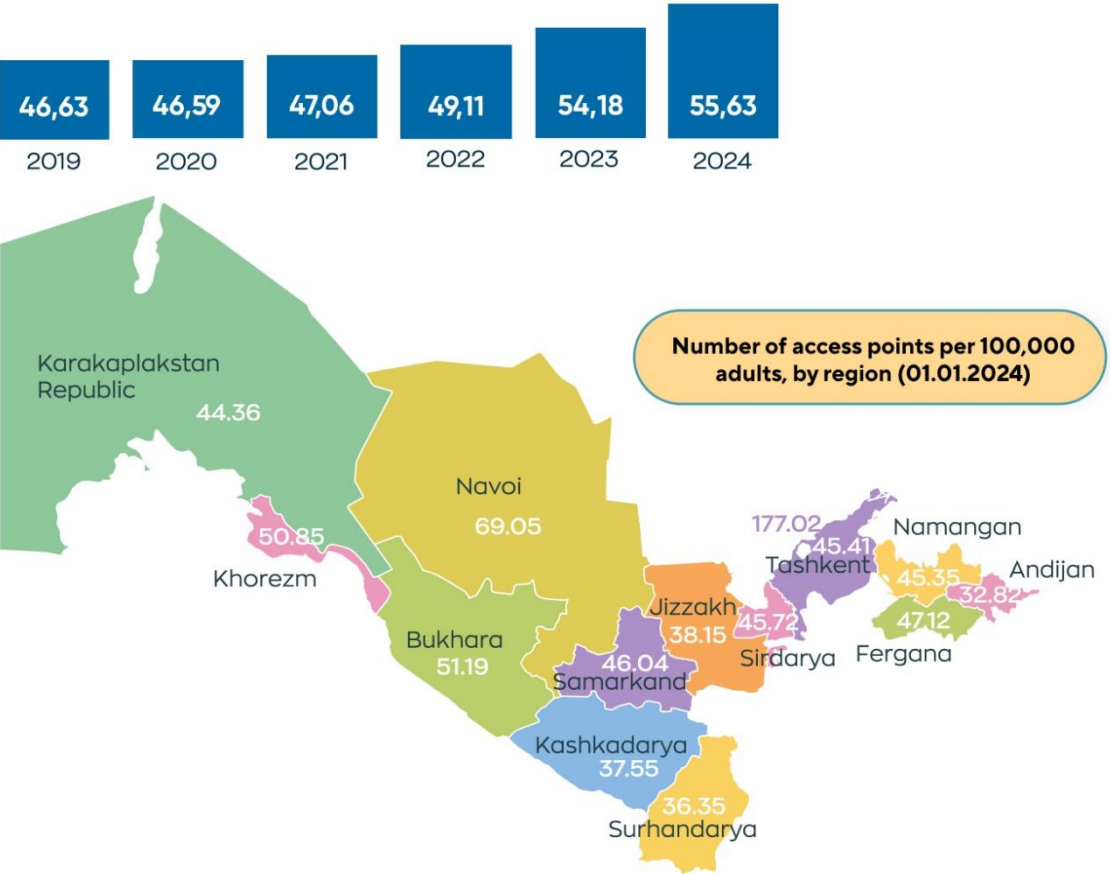 46,63
46,59
47,06
49,11
54,18
55,63
2019
2020
2021
2022
2023
2024
Number of access points per 100,000
adults, by region (01.01.2024)
Karakaplakstan
Republic
44.36
Navoi
69.05
50.85
Khorezm
177.02
45.41
Tashkent
Namangan
45.35
Andijan
32.82
47.12
Fergana
Jizzakh
38.15
45.72
Sirdarya
Bukhara
51.19
46.04
Samarkand
Kashkadarya
37.55
36.35
Surhandarya